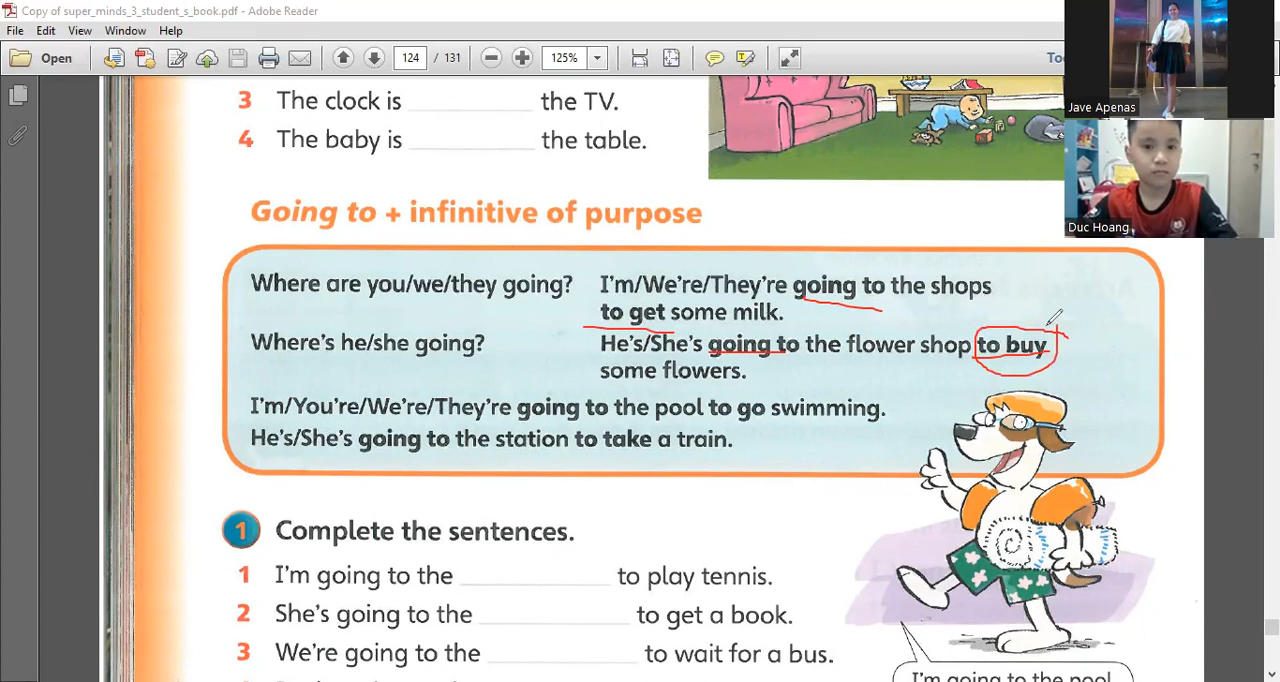 Copy of super_minds_3_student_s_book.pdf - Adobe Reader
File Edit View Window Help
Open 124 / 131 125%
Jave Apenas
Duc Hoang
3 The clock is ____________ the TV.
4 The baby is ____________ the table.
Going to + infinitive of purpose
Where are you/we/they going? I'm/We're/They're going to the shops
to get some milk.
Where's he/she going? He's/She's going to the flower shop to buy
some flowers.
I'm/You're/We're/They're going to the pool to go swimming.
He's/She's going to the station to take a train.
1 Complete the sentences.
1 I'm going to the ____________ to play tennis.
2 She's going to the ____________ to get a book.
3 We're going to the ____________ to wait for a bus.
I'm going to the pool